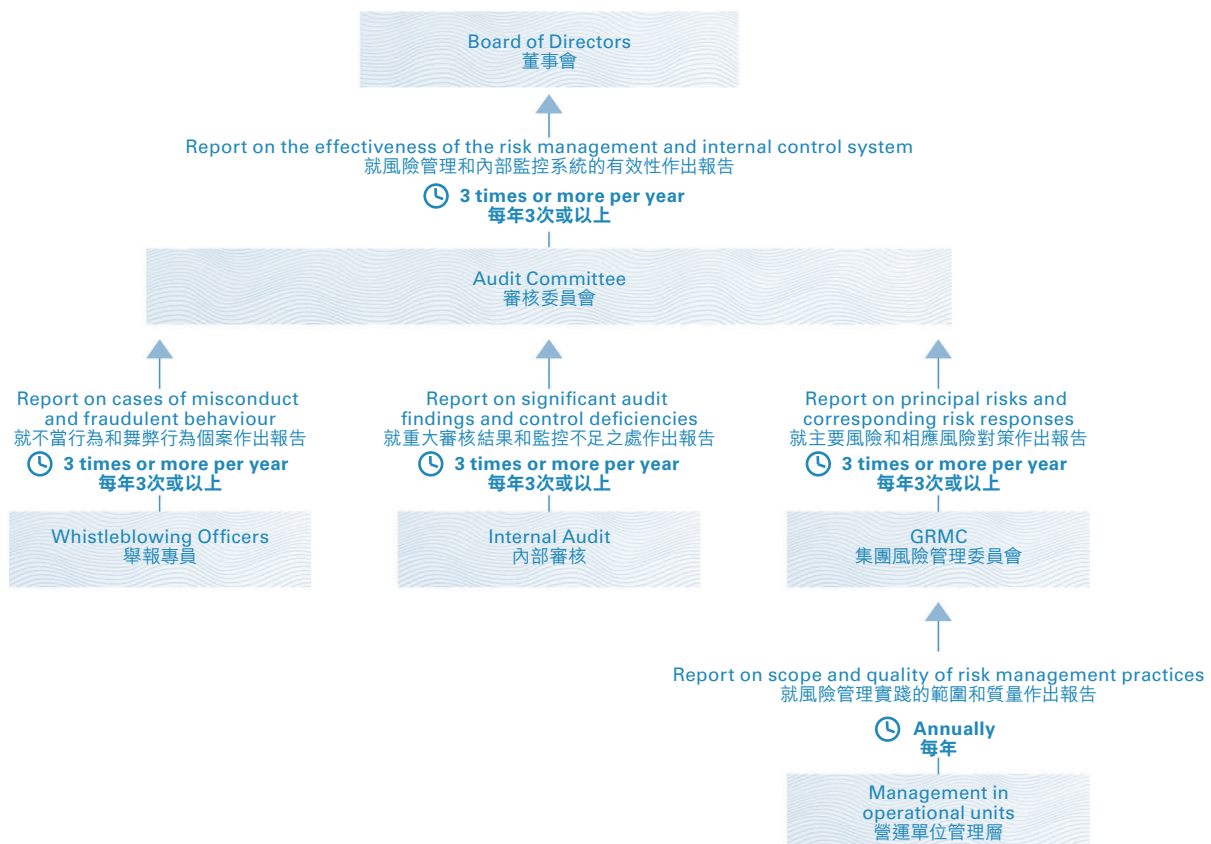 Board of Directors
董事會
Report on the effectiveness of the risk management and internal control system
就風險管理和內部監控系統的有效性作出報告
3 times or more per year
每年3次或以上
Audit Committee
審核委員會
Report on cases of misconduct
and fraudulent behaviour
就不當行為和舞弊行為個案作出報告
3 times or more per year
每年3次或以上
Whistleblowing Officers
舉報專員
Report on significant audit
findings and control deficiencies
就重大審核結果和監控不足之處作出報告
3 times or more per year
每年3次或以上
Internal Audit
內部審核
Report on principal risks and
corresponding risk responses
就主要風險和相應風險對策作出報告
3 times or more per year
每年3次或以上
GRMC
集團風險管理委員會
Report on scope and quality of risk management practices
就風險管理實踐的範圍和質量作出報告
Annually
每年
Management in
operational units
營運單位管理層